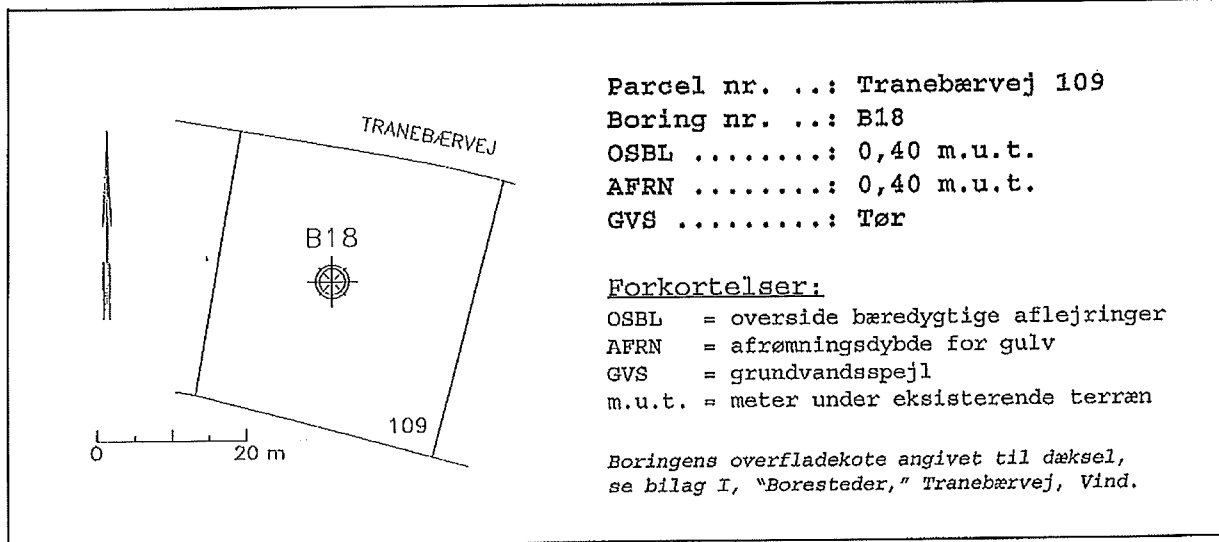 TRANEBÆRVEJ
B18
109
0 20 m
Parcel nr. ..: Tranebærvej 109
Boring nr. ..: B18
OSBL ........: 0,40 m.u.t.
AFRN ........: 0,40 m.u.t.
GVS .........: Tør
Forkortelser:
OSBL = overside bæredygtige aflejringer
AFRN = afrømningsdybde for gulv
GVS = grundvandsspejl
m.u.t. = meter under eksisterende terræn
Boringens overfladekote angivet til dæksel,
se bilag I, "Boresteder," Tranebærvej, Vind.